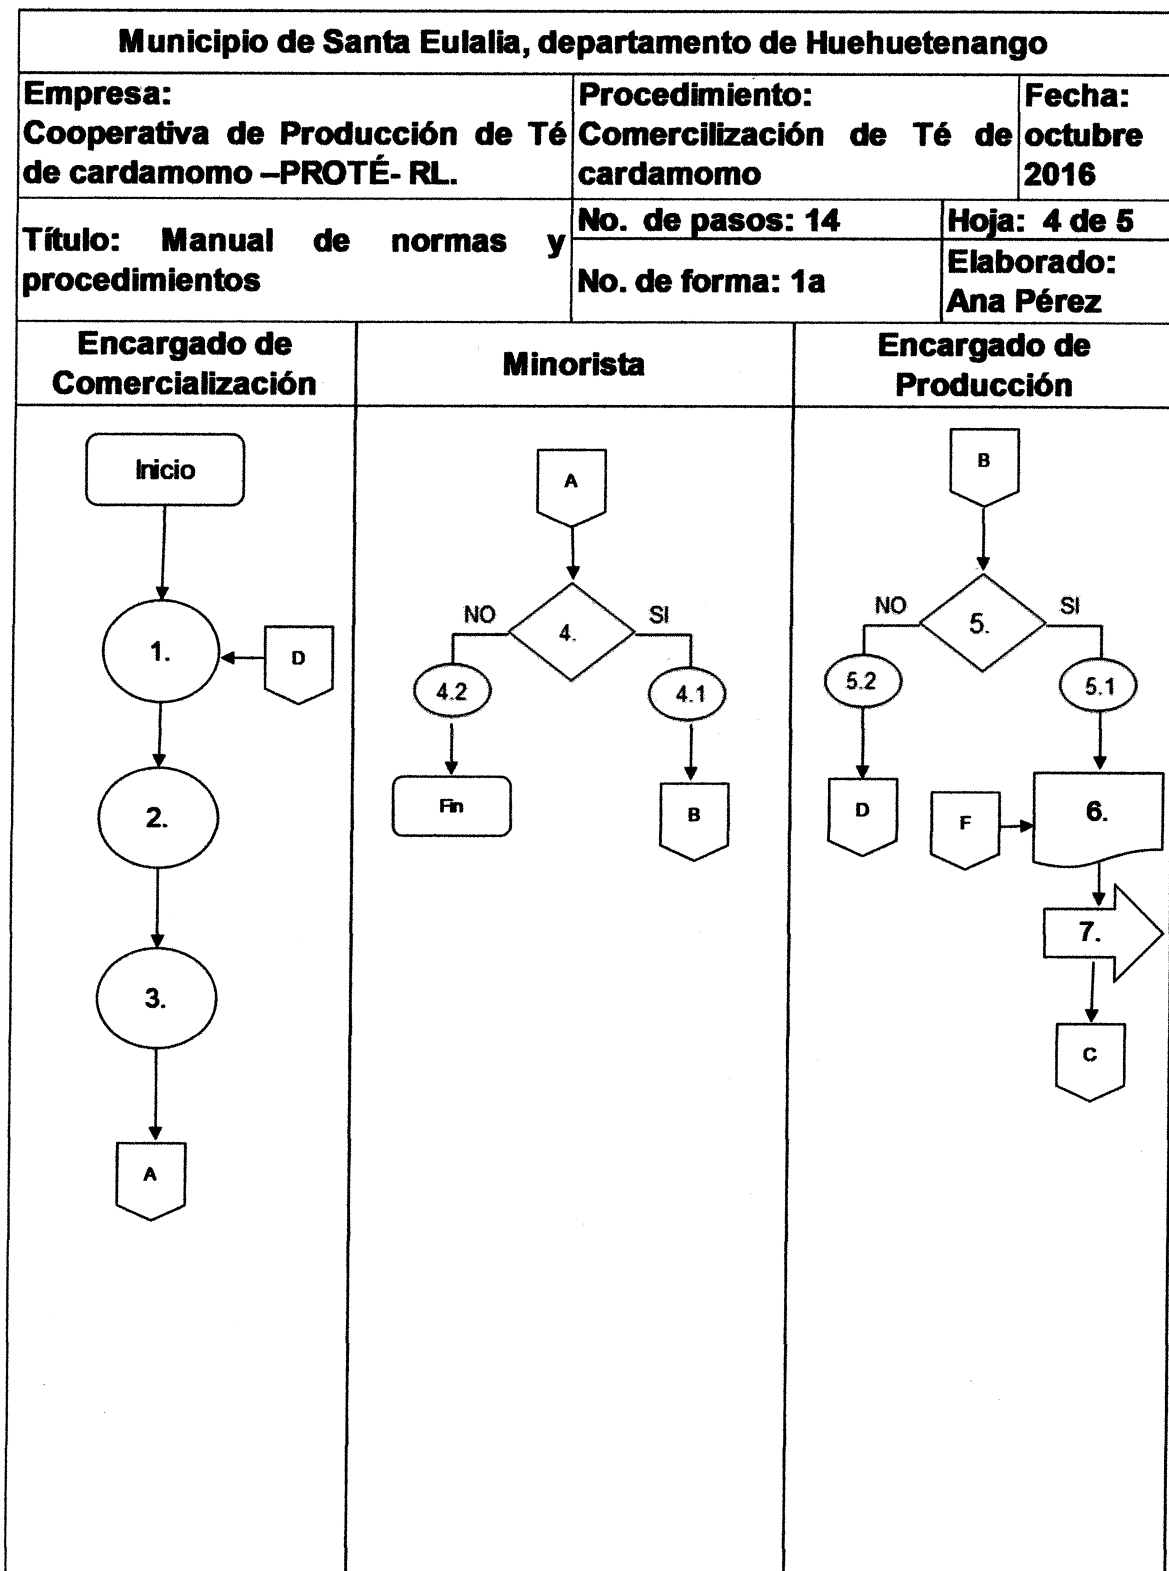 Municipio de Santa Eulalia, departamento de Huehuetenango
Empresa:
Cooperativa de Producción de Té
de cardamomo –PROTÉ- RL.
Procedimiento:
Comercilización de Té de
cardamomo
Fecha:
octubre
2016
Título: Manual de normas y
procedimientos
No. de pasos: 14
Hoja: 4 de 5
No. de forma: 1a
Elaborado:
Ana Pérez
Encargado de
Comercialización
Minorista
Encargado de
Producción
Inicio
1.
D
2.
3.
A
A
NO
4.
SI
4.2
4.1
Fin
B
B
NO
5.
SI
5.2
5.1
D
F
6.
7.
C